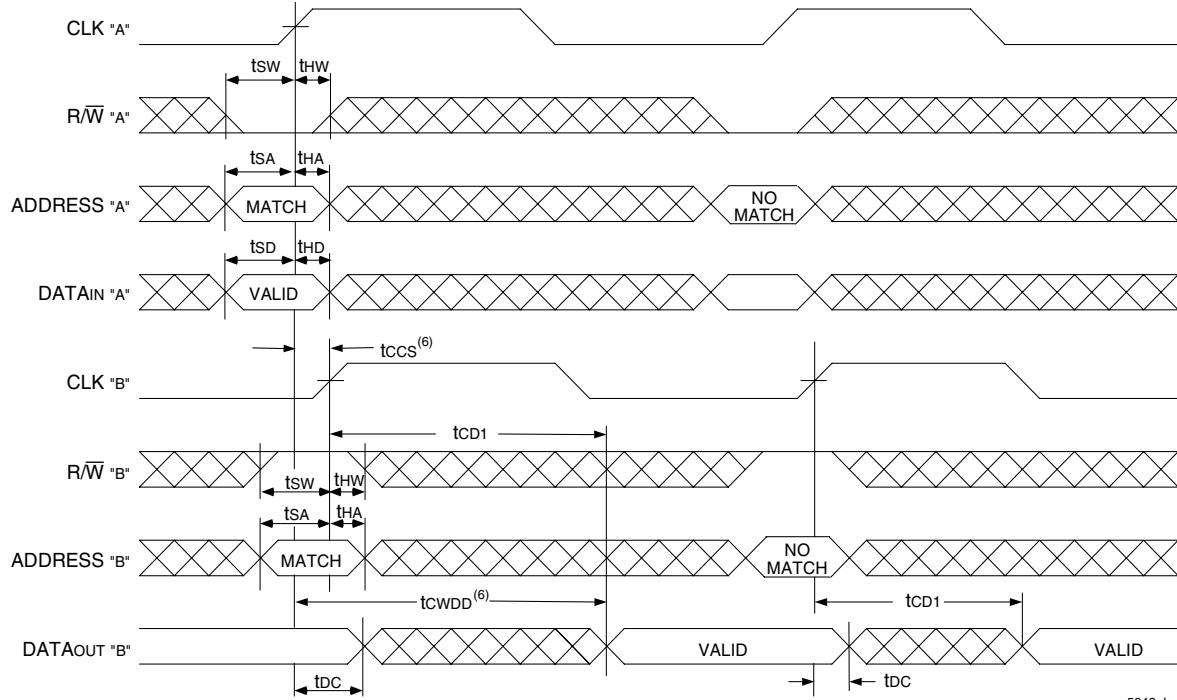 CLK "A"
tSW tHW
R/W̅ "A"
tSA tHA
ADDRESS "A" MATCH NO MATCH
tSD tHD
DATAIN "A" VALID
tCCS(6)
CLK "B"
tCD1
R/W̅ "B"
tSW tHW
tSA tHA
ADDRESS "B" MATCH NO MATCH
tCWDD(6) tCD1
DATAOUT "B" VALID VALID
tDC tDC